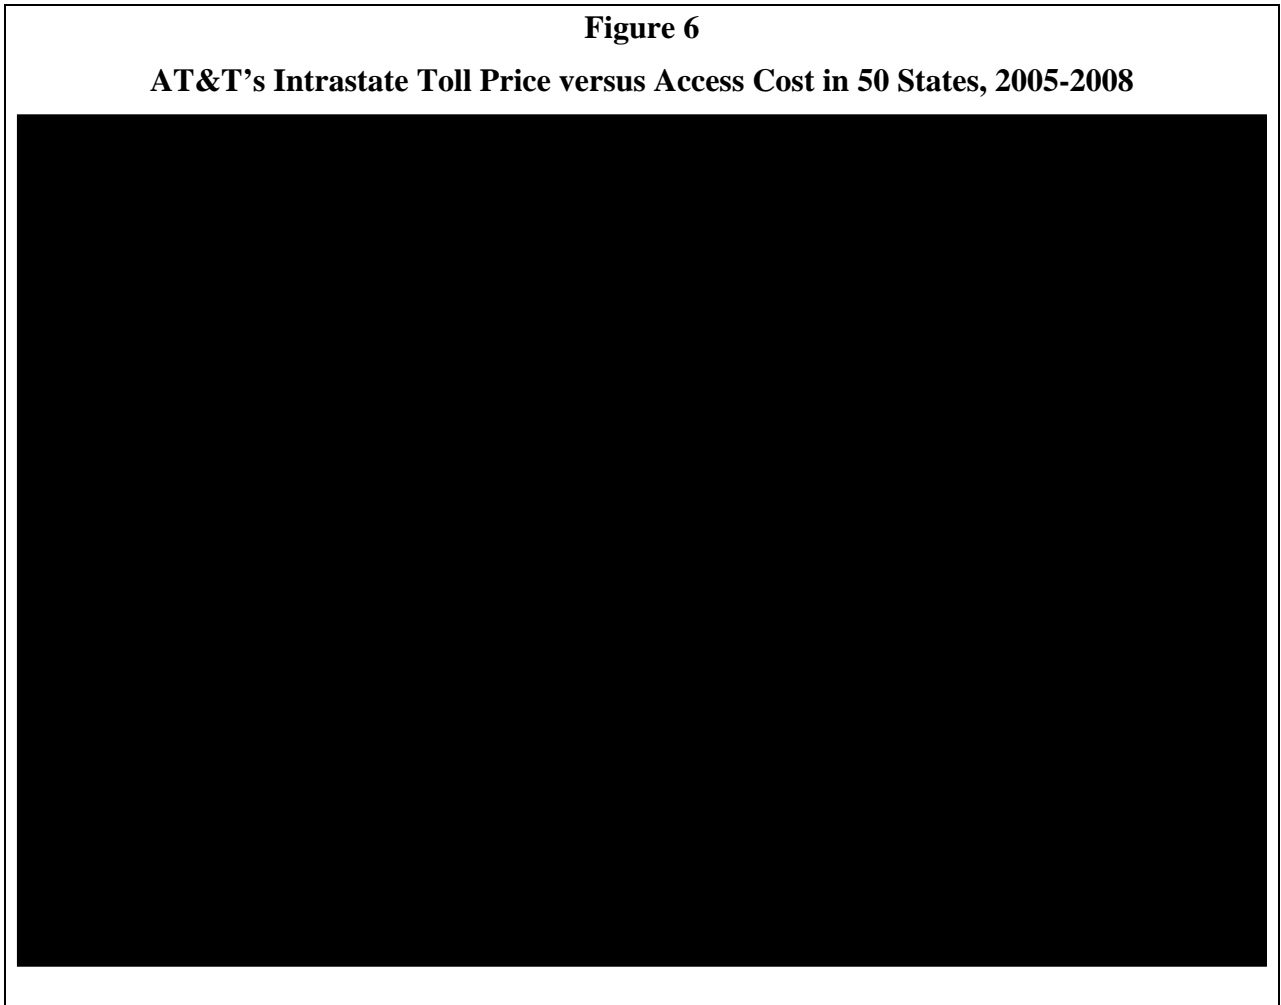 Figure 6
AT&T’s Intrastate Toll Price versus Access Cost in 50 States, 2005-2008